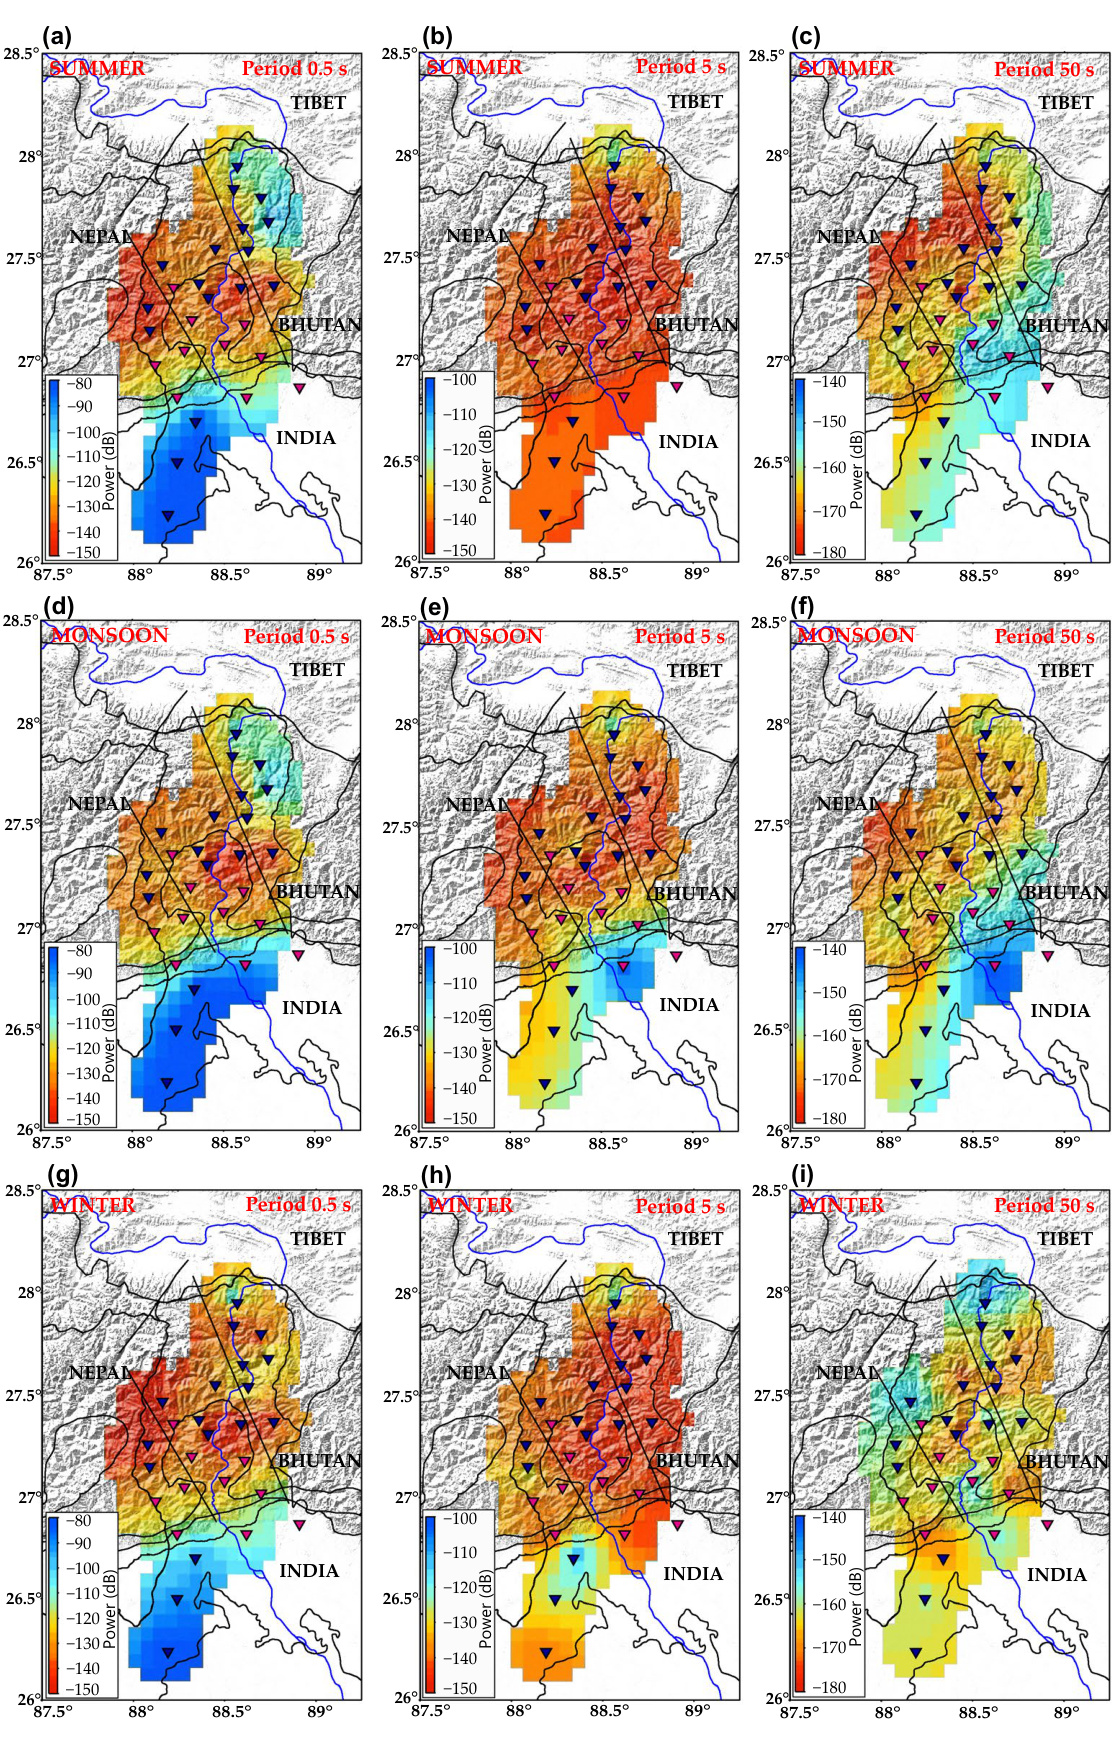 (a)
(b)
(c)
28.5°
SUMMER
Period 0.5 s
TIBET
28°
NEPAL
27.5°
BHUTAN
27°
−80
−90
−100
−110
−120
−130
−140
−150
Power (dB)
INDIA
26.5°
26°
87.5°
88°
88.5°
89°
28.5°
SUMMER
Period 5 s
TIBET
28°
NEPAL
27.5°
BHUTAN
27°
−100
−110
−120
−130
−140
−150
Power (dB)
INDIA
26.5°
26°
87.5°
88°
88.5°
89°
28.5°
SUMMER
Period 50 s
TIBET
28°
NEPAL
27.5°
BHUTAN
27°
−140
−150
−160
−170
−180
Power (dB)
INDIA
26.5°
26°
87.5°
88°
88.5°
89°
(d)
(e)
(f)
28.5°
MONSOON
Period 0.5 s
TIBET
28°
NEPAL
27.5°
BHUTAN
27°
−80
−90
−100
−110
−120
−130
−140
−150
Power (dB)
INDIA
26.5°
26°
87.5°
88°
88.5°
89°
28.5°
MONSOON
Period 5 s
TIBET
28°
NEPAL
27.5°
BHUTAN
27°
−100
−110
−120
−130
−140
−150
Power (dB)
INDIA
26.5°
26°
87.5°
88°
88.5°
89°
28.5°
MONSOON
Period 50 s
TIBET
28°
NEPAL
27.5°
BHUTAN
27°
−140
−150
−160
−170
−180
Power (dB)
INDIA
26.5°
26°
87.5°
88°
88.5°
89°
(g)
(h)
(i)
28.5°
WINTER
Period 0.5 s
TIBET
28°
NEPAL
27.5°
BHUTAN
27°
−80
−90
−100
−110
−120
−130
−140
−150
Power (dB)
INDIA
26.5°
26°
87.5°
88°
88.5°
89°
28.5°
WINTER
Period 5 s
TIBET
28°
NEPAL
27.5°
BHUTAN
27°
−100
−110
−120
−130
−140
−150
Power (dB)
INDIA
26.5°
26°
87.5°
88°
88.5°
89°
28.5°
WINTER
Period 50 s
TIBET
28°
NEPAL
27.5°
BHUTAN
27°
−140
−150
−160
−170
−180
Power (dB)
INDIA
26.5°
26°
87.5°
88°
88.5°
89°